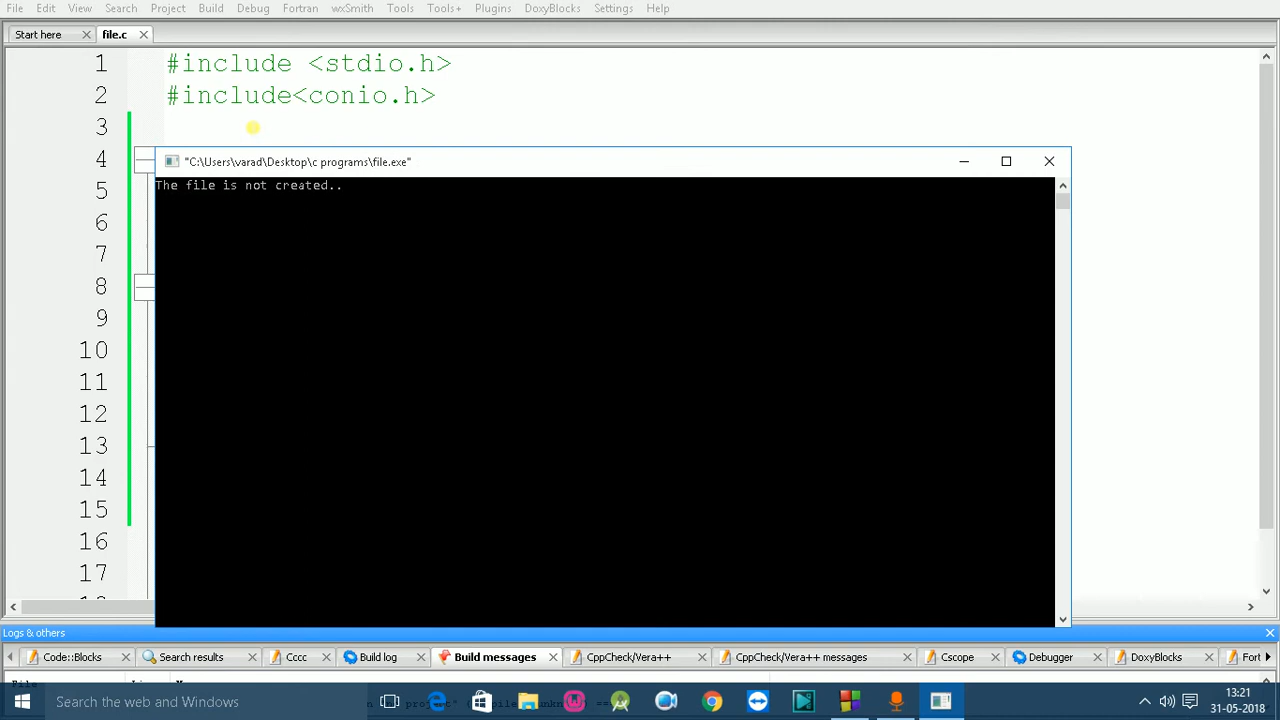 File Edit View Search Project Build Debug Fortran wxSmith Tools Tools+ Plugins DoxyBlocks Settings Help
Start here file.c
1 #include <stdio.h>
2 #include<conio.h>
3
4
"C:\Users\varad\Desktop\c programs\file.exe"
The file is not created..
5
6
7
8
9
10
11
12
13
14
15
16
17
Logs & others
Code::Blocks Search results Cccc Build log Build messages CppCheck/Vera++ CppCheck/Vera++ messages Cscope Debugger DoxyBlocks Fort
Search the web and Windows
13:21
31-05-2018